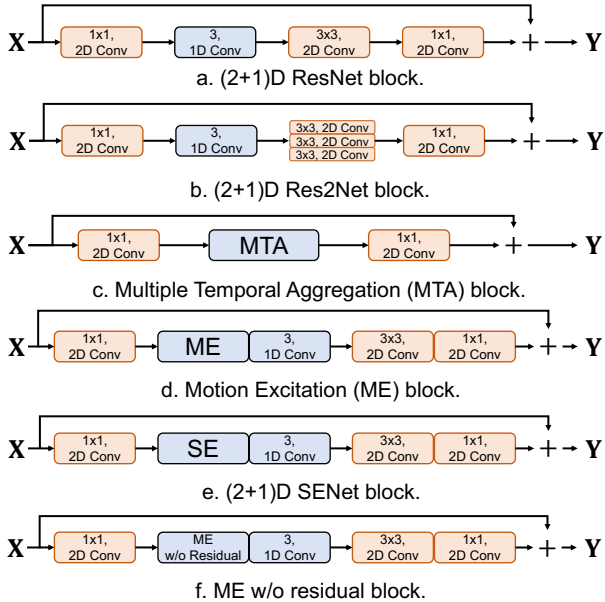 X
1x1,
2D Conv
3,
1D Conv
3x3,
2D Conv
1x1,
2D Conv
+
Y
a. (2+1)D ResNet block.
X
1x1,
2D Conv
3,
1D Conv
3x3, 2D Conv
3x3, 2D Conv
3x3, 2D Conv
1x1,
2D Conv
+
Y
b. (2+1)D Res2Net block.
X
1x1,
2D Conv
MTA
1x1,
2D Conv
+
Y
c. Multiple Temporal Aggregation (MTA) block.
X
1x1,
2D Conv
ME
3,
1D Conv
3x3,
2D Conv
1x1,
2D Conv
+
Y
d. Motion Excitation (ME) block.
X
1x1,
2D Conv
SE
3,
1D Conv
3x3,
2D Conv
1x1,
2D Conv
+
Y
e. (2+1)D SENet block.
X
1x1,
2D Conv
ME
w/o Residual
3,
1D Conv
3x3,
2D Conv
1x1,
2D Conv
+
Y
f. ME w/o residual block.